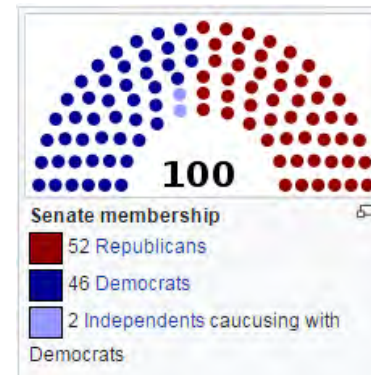 100
Senate membership
52 Republicans
46 Democrats
2 Independents caucusing with
Democrats